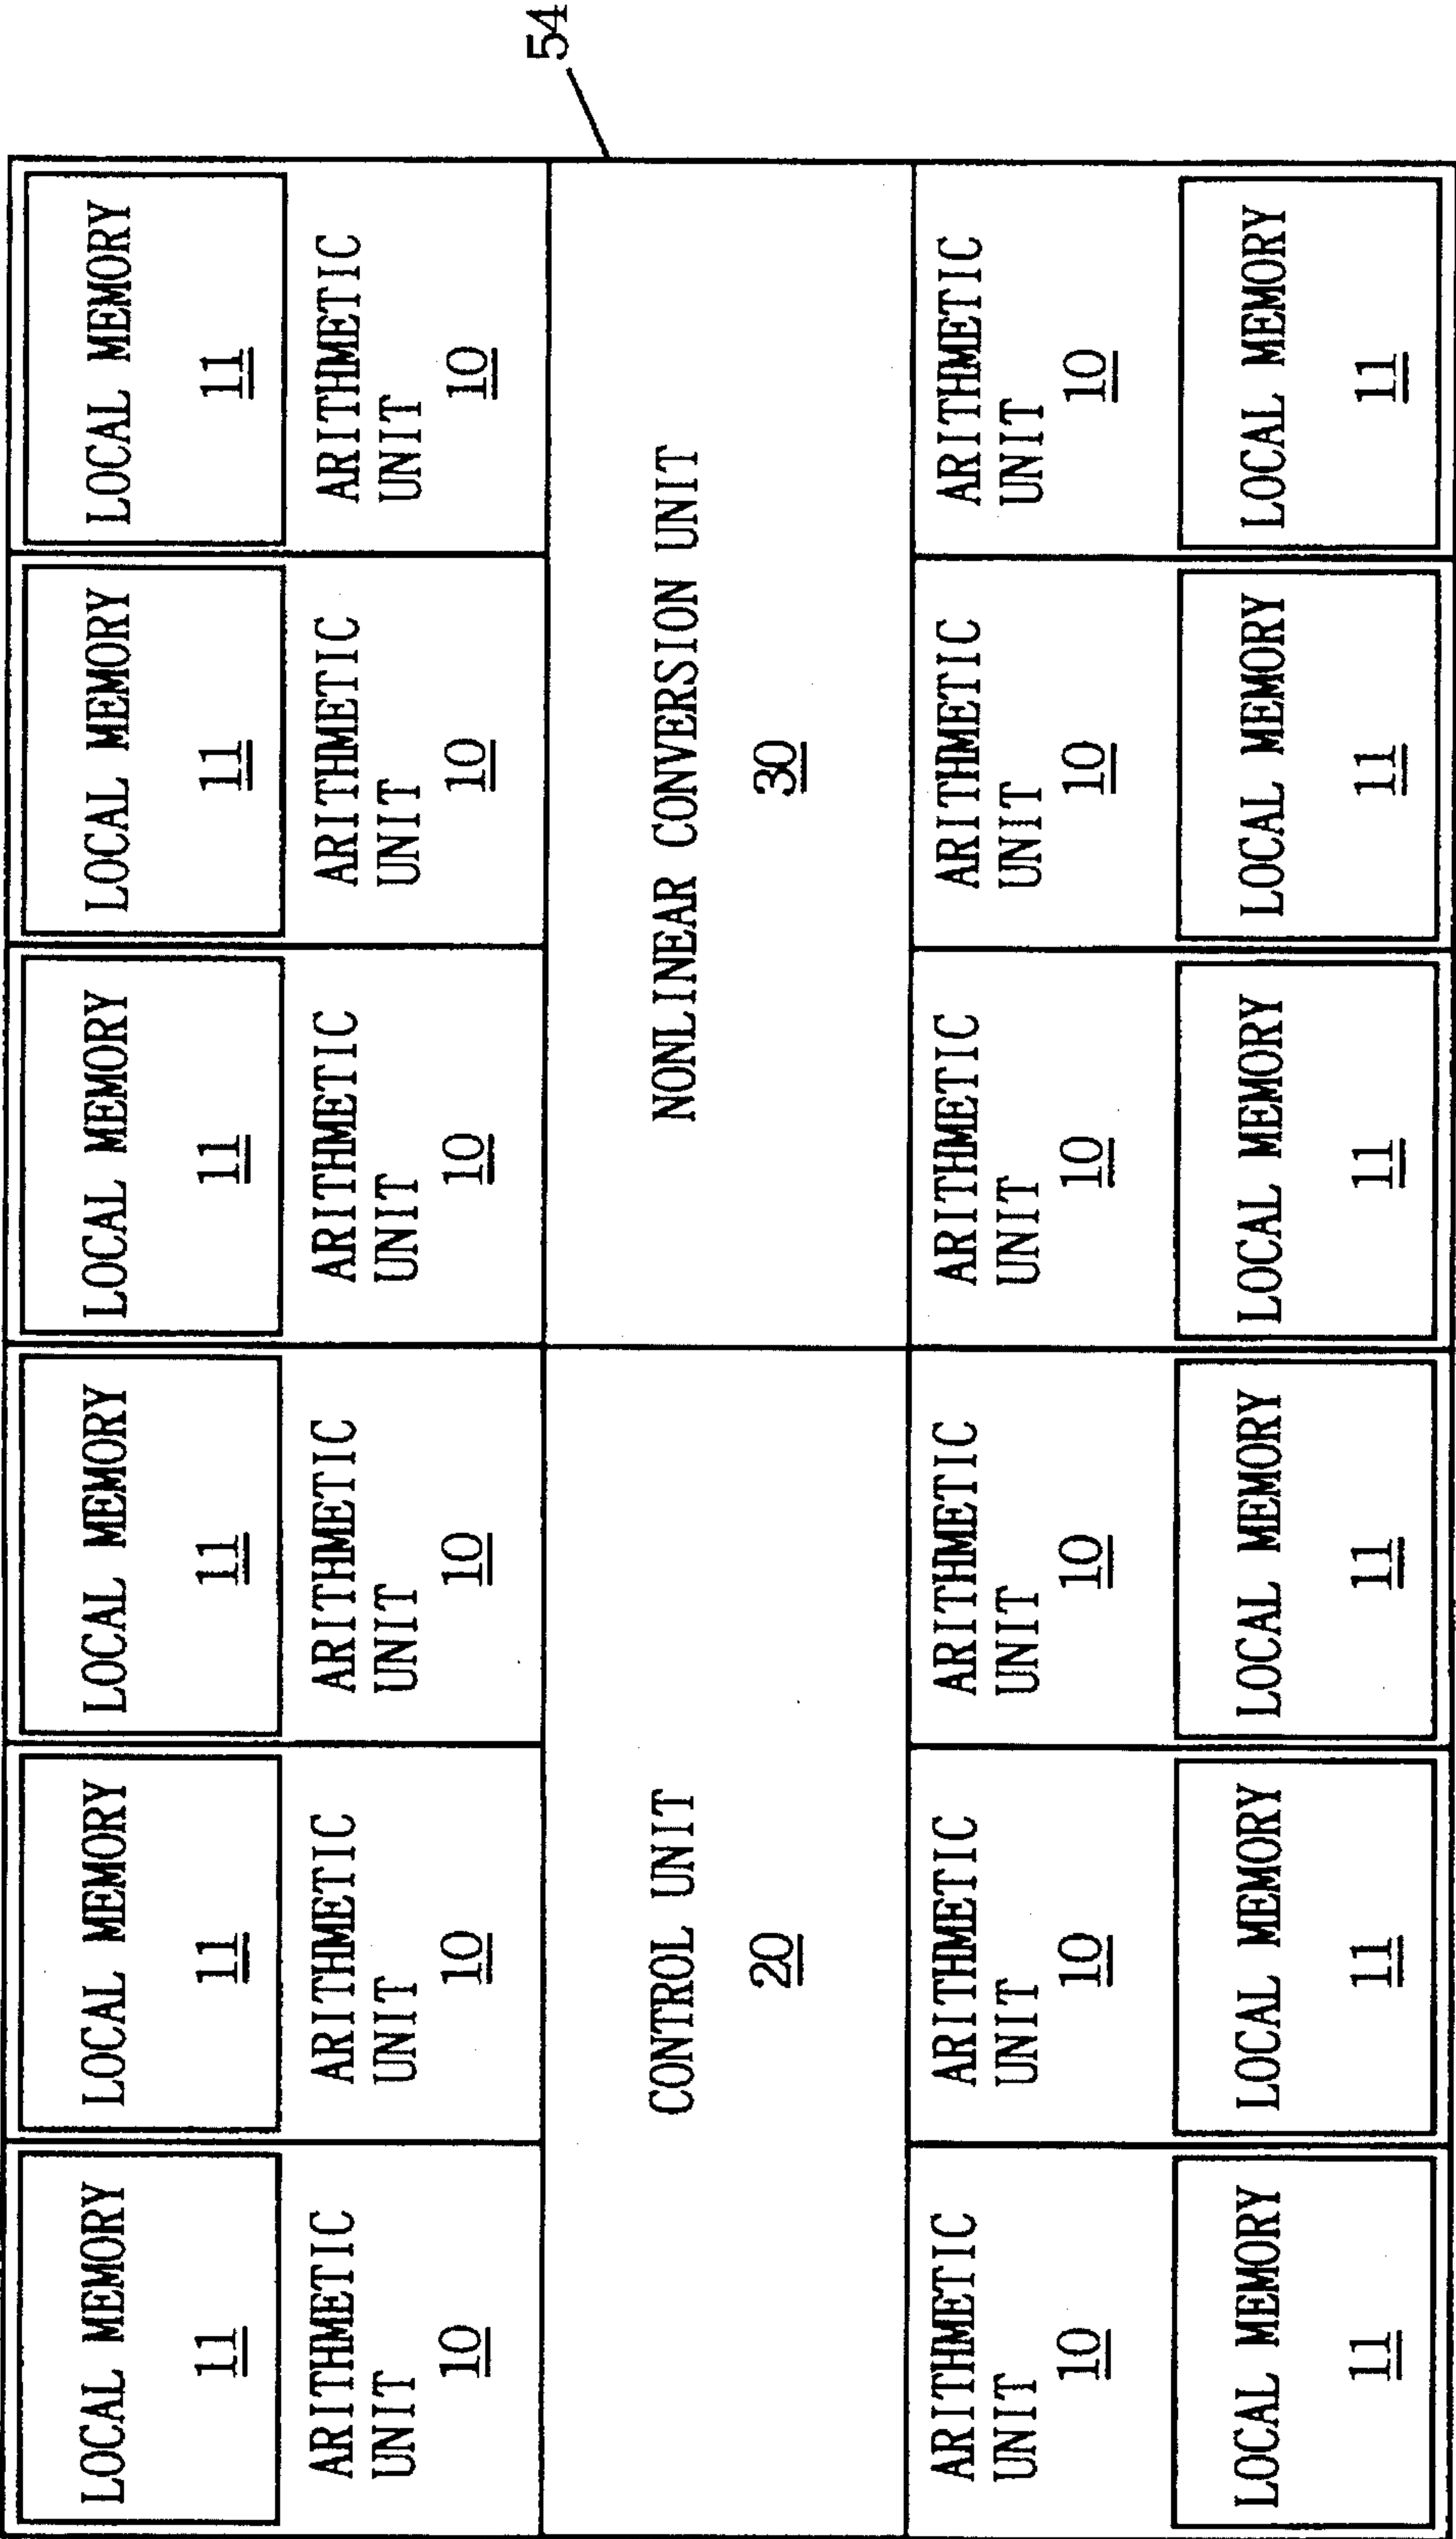 LOCAL MEMORY
11
ARITHMETIC
UNIT
10
LOCAL MEMORY
11
ARITHMETIC
UNIT
10
LOCAL MEMORY
11
ARITHMETIC
UNIT
10
LOCAL MEMORY
11
ARITHMETIC
UNIT
10
LOCAL MEMORY
11
ARITHMETIC
UNIT
10
LOCAL MEMORY
11
ARITHMETIC
UNIT
10
54
CONTROL UNIT
20
NONLINEAR CONVERSION UNIT
30
ARITHMETIC
UNIT
10
LOCAL MEMORY
11
ARITHMETIC
UNIT
10
LOCAL MEMORY
11
ARITHMETIC
UNIT
10
LOCAL MEMORY
11
ARITHMETIC
UNIT
10
LOCAL MEMORY
11
ARITHMETIC
UNIT
10
LOCAL MEMORY
11
ARITHMETIC
UNIT
10
LOCAL MEMORY
11